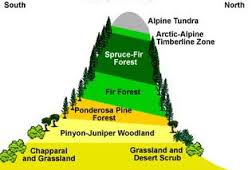 South
North
Alpine Tundra
Arctic-Alpine
Timberline Zone
Spruce-Fir
Forest
Fir Forest
Ponderosa Pine
Forest
Pinyon-Juniper Woodland
Chapparal
and Grassland
Grassland and
Desert Scrub